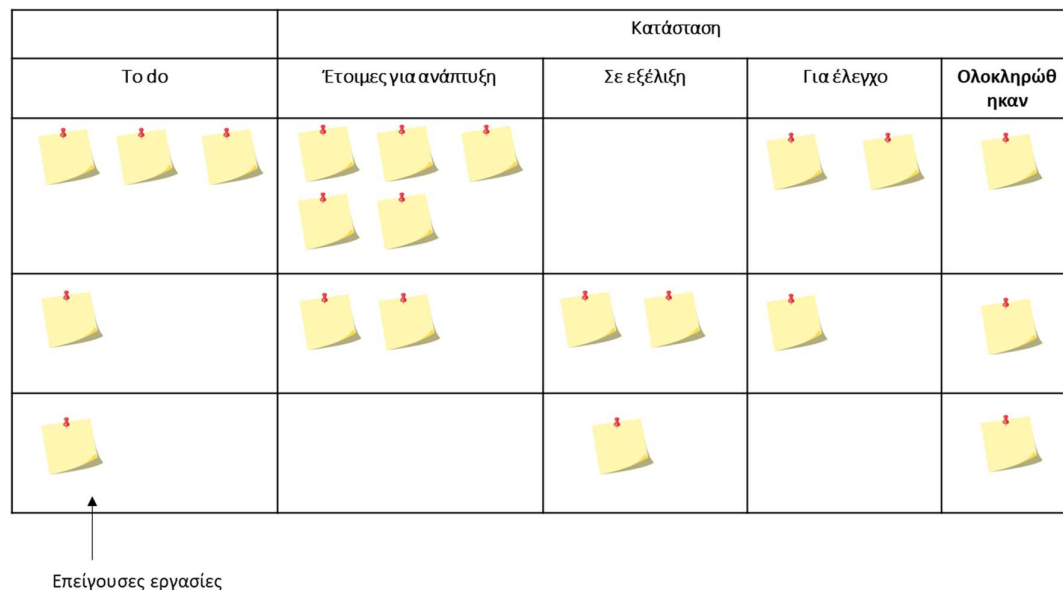 Κατάσταση
To do
Έτοιμες για ανάπτυξη
Σε εξέλιξη
Για έλεγχο
Ολοκληρώθ
ηκαν
Επείγουσες εργασίες